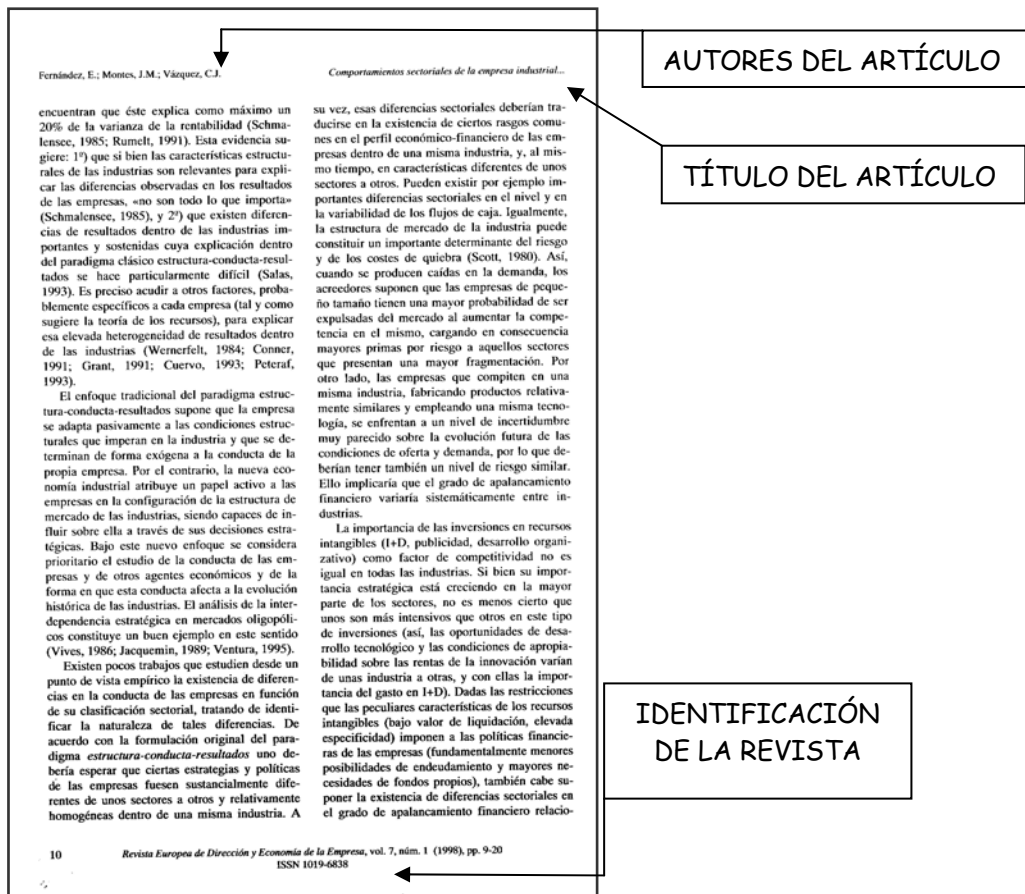 Fernández, E.; Montes, J.M.; Vázquez, C.J.
Comportamientos sectoriales de la empresa industrial...
encuentran que éste explica como máximo un
20% de la varianza de la rentabilidad (Schma-
lensee, 1985; Rumelt, 1991). Esta evidencia su-
giere: 1º) que si bien las características estructu-
rales de las industrias son relevantes para expli-
car las diferencias observadas en los resultados
de las empresas, «no son todo lo que importa»
(Schmalensee, 1985), y 2º) que existen diferen-
cias de resultados dentro de las industrias im-
portantes y sostenidas cuya explicación dentro
del paradigma clásico estructura-conducta-resul-
tados se hace particularmente difícil (Salas,
1993). Es preciso acudir a otros factores, proba-
blemente específicos a cada empresa (tal y como
sugiere la teoría de los recursos), para explicar
esa elevada heterogeneidad de resultados dentro
de las industrias (Wernerfelt, 1984; Conner,
1991; Grant, 1991; Cuervo, 1993; Peteraf,
1993).
El enfoque tradicional del paradigma estruc-
tura-conducta-resultados supone que la empresa
se adapta pasivamente a las condiciones estruc-
turales que imperan en la industria y que se de-
terminan de forma exógena a la conducta de la
propia empresa. Por el contrario, la nueva eco-
nomía industrial atribuye un papel activo a las
empresas en la configuración de la estructura de
mercado de las industrias, siendo capaces de in-
fluir sobre ella a través de sus decisiones estra-
tégicas. Bajo este nuevo enfoque se considera
prioritario el estudio de la conducta de las em-
presas y de otros agentes económicos y de la
forma en que esta conducta afecta a la evolución
histórica de las industrias. El análisis de la inter-
dependencia estratégica en mercados oligopóli-
cos constituye un buen ejemplo en este sentido
(Vives, 1986; Jacquemin, 1989; Ventura, 1995).
Existen pocos trabajos que estudien desde un
punto de vista empírico la existencia de diferen-
cias en la conducta de las empresas en función
de su clasificación sectorial, tratando de identi-
ficar la naturaleza de tales diferencias. De
acuerdo con la formulación original del para-
digma estructura-conducta-resultados uno de-
bería esperar que ciertas estrategias y políticas
de las empresas fuesen sustancialmente dife-
rentes de unos sectores a otros y relativamente
homogéneas dentro de una misma industria. A
su vez, esas diferencias sectoriales deberían tra-
ducirse en la existencia de ciertos rasgos comu-
nes en el perfil económico-financiero de las em-
presas dentro de una misma industria, y, al mis-
mo tiempo, en características diferentes de unos
sectores a otros. Pueden existir por ejemplo im-
portantes diferencias sectoriales en el nivel y en
la variabilidad de los flujos de caja. Igualmente,
la estructura de mercado de la industria puede
constituir un importante determinante del riesgo
y de los costes de quiebra (Scott, 1980). Así,
cuando se producen caídas en la demanda, los
acreedores suponen que las empresas de peque-
ño tamaño tienen una mayor probabilidad de ser
expulsadas del mercado al aumentar la compe-
tencia en el mismo, cargando en consecuencia
mayores primas por riesgo a aquellos sectores
que presentan una mayor fragmentación. Por
otro lado, las empresas que compiten en una
misma industria, fabricando productos relativa-
mente similares y empleando una misma tecno-
logía, se enfrentan a un nivel de incertidumbre
muy parecido sobre la evolución futura de las
condiciones de oferta y demanda, por lo que de-
berían tener también un nivel de riesgo similar.
Ello implicaría que el grado de apalancamiento
financiero variaría sistemáticamente entre in-
dustrias.
La importancia de las inversiones en recursos
intangibles (I+D, publicidad, desarrollo organi-
zativo) como factor de competitividad no es
igual en todas las industrias. Si bien su impor-
tancia estratégica está creciendo en la mayor
parte de los sectores, no es menos cierto que
unos son más intensivos que otros en este tipo
de inversiones (así, las oportunidades de desa-
rrollo tecnológico y las condiciones de apropia-
bilidad sobre las rentas de la innovación varían
de unas industria a otras, y con ellas la impor-
tancia del gasto en I+D). Dadas las restricciones
que las peculiares características de los recursos
intangibles (bajo valor de liquidación, elevada
especificidad) imponen a las políticas financie-
ras de las empresas (fundamentalmente menores
posibilidades de endeudamiento y mayores ne-
cesidades de fondos propios), también cabe su-
poner la existencia de diferencias sectoriales en
el grado de apalancamiento financiero relacio-
10
Revista Europea de Dirección y Economía de la Empresa, vol. 7, núm. 1 (1998), pp. 9-20
ISSN 1019-6838
AUTORES DEL ARTÍCULO
TÍTULO DEL ARTÍCULO
IDENTIFICACIÓN
DE LA REVISTA